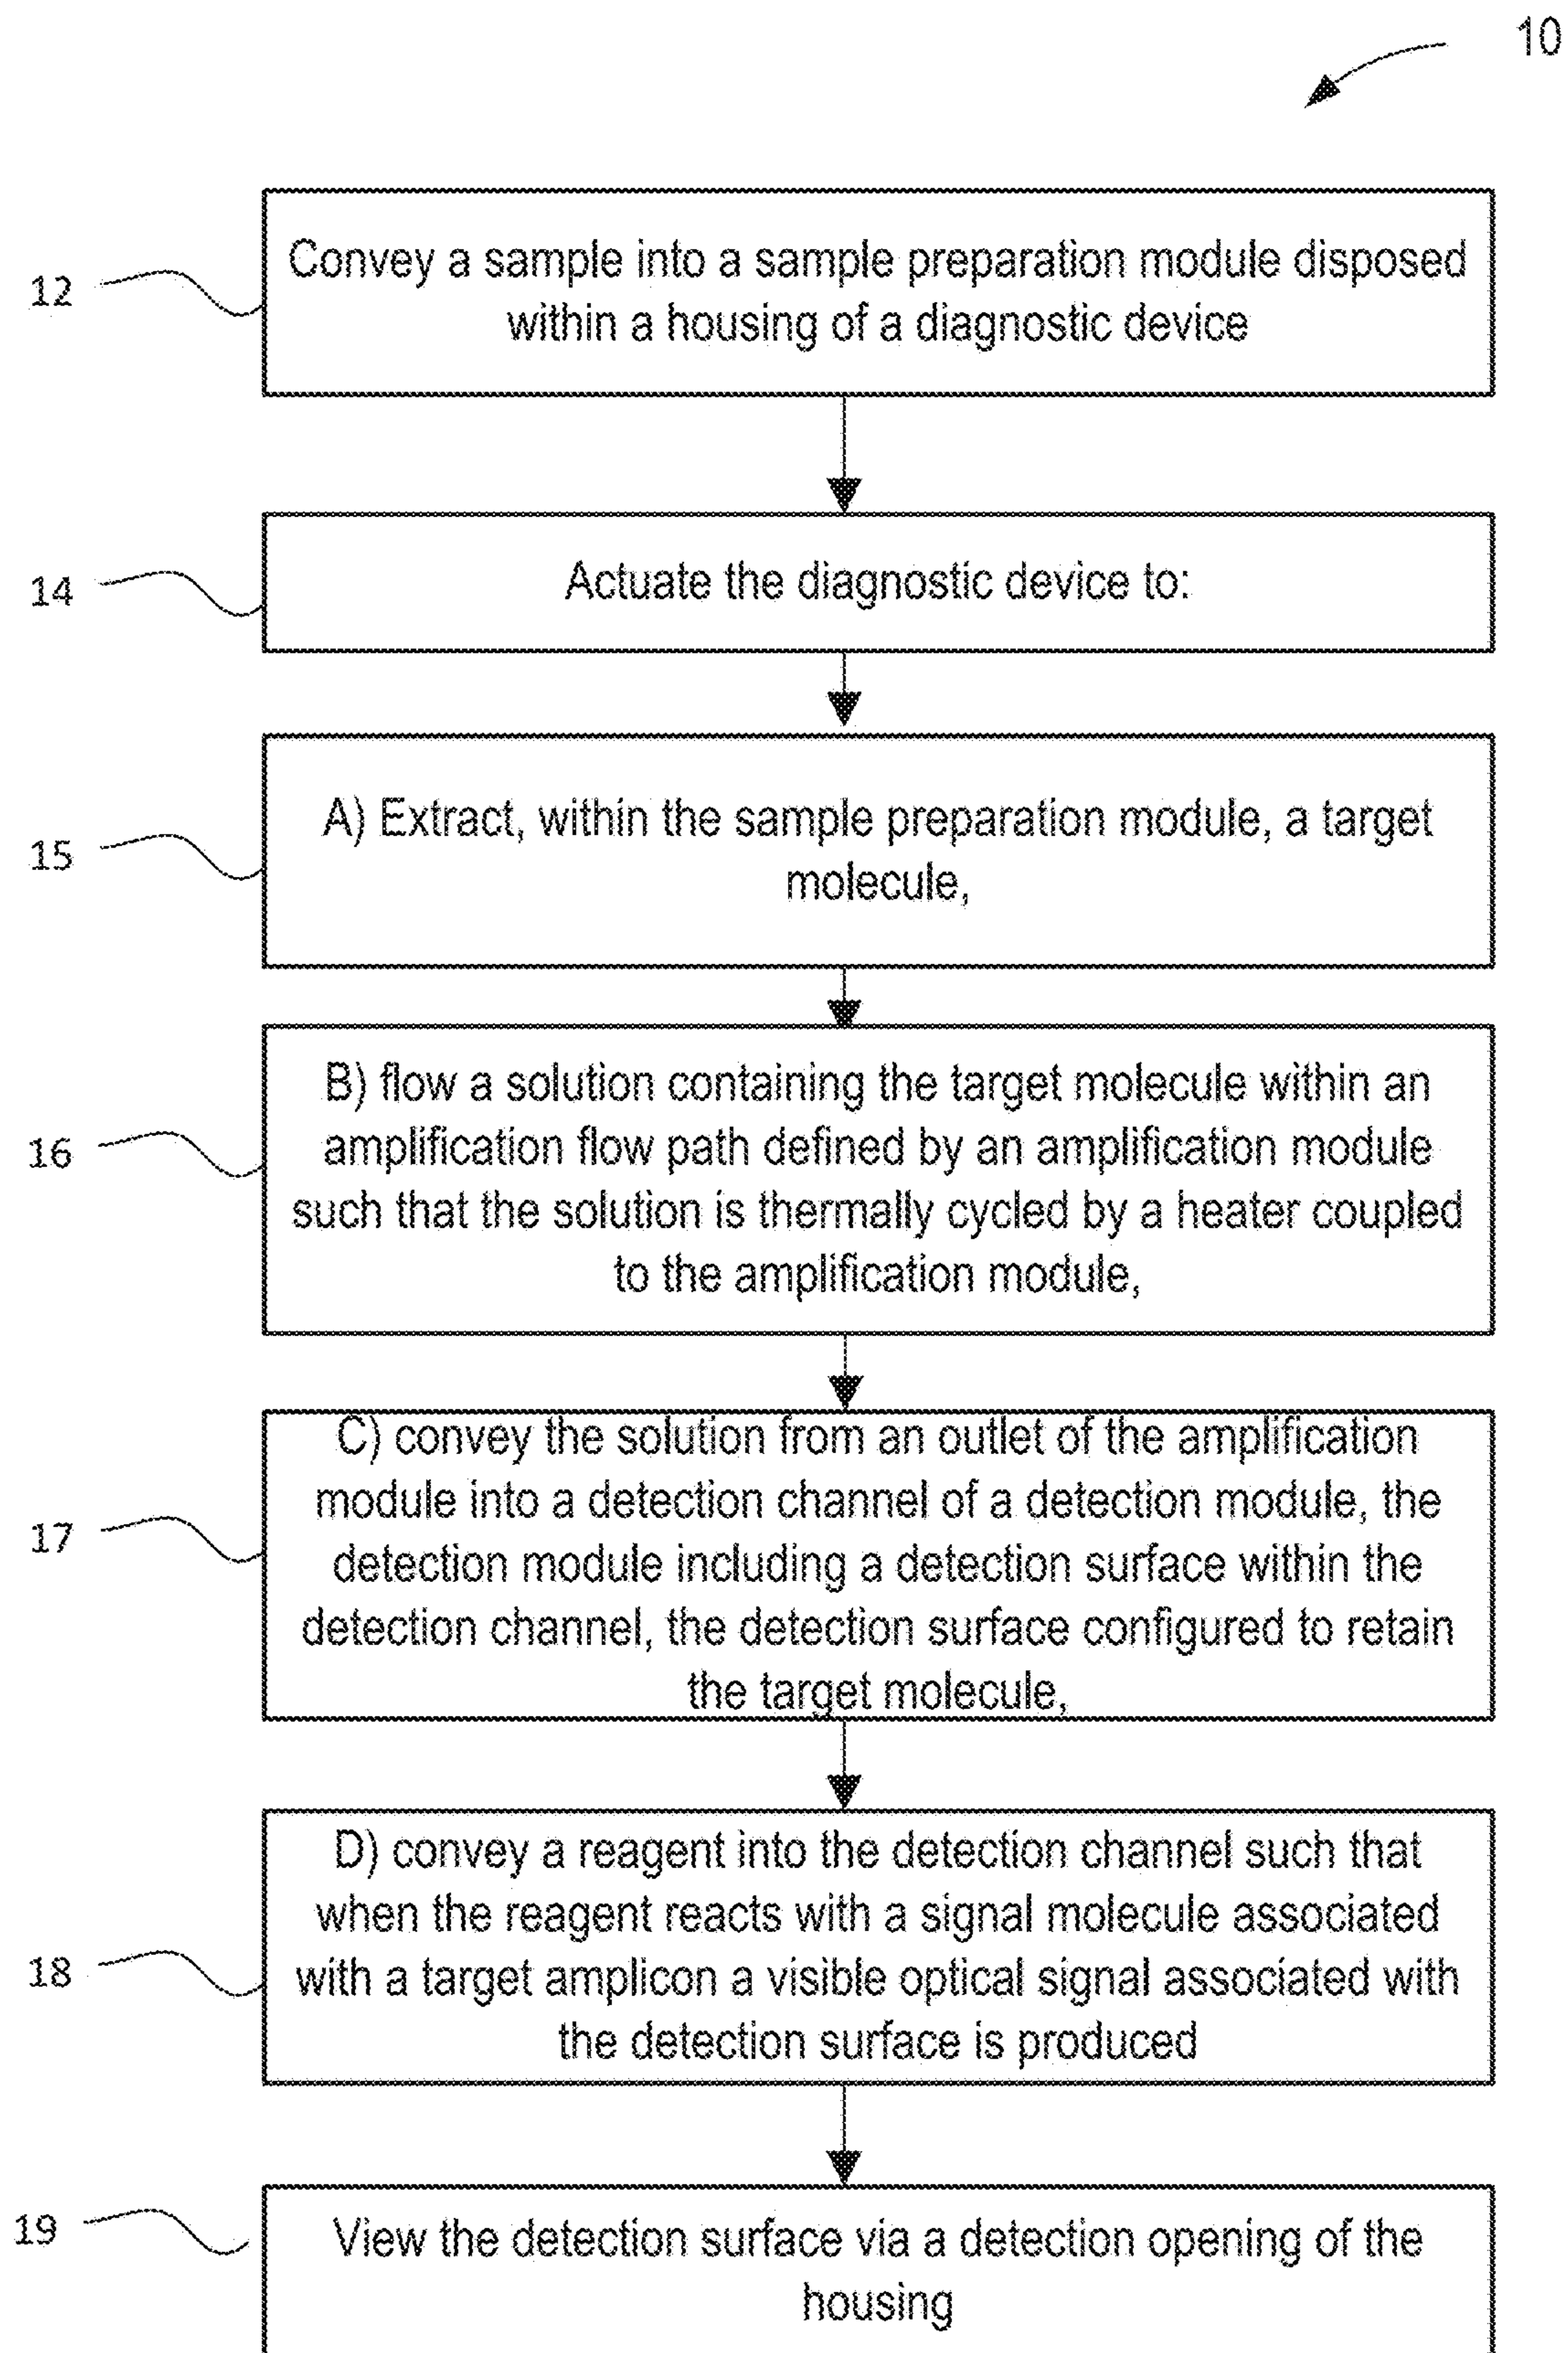 10
12
Convey a sample into a sample preparation module disposed
within a housing of a diagnostic device
14
Actuate the diagnostic device to:
15
A) Extract, within the sample preparation module, a target
molecule,
16
B) flow a solution containing the target molecule within an
amplification flow path defined by an amplification module
such that the solution is thermally cycled by a heater coupled
to the amplification module,
17
C) convey the solution from an outlet of the amplification
module into a detection channel of a detection module, the
detection module including a detection surface within the
detection channel, the detection surface configured to retain
the target molecule,
18
D) convey a reagent into the detection channel such that
when the reagent reacts with a signal molecule associated
with a target amplicon a visible optical signal associated with
the detection surface is produced
19
View the detection surface via a detection opening of the
housing